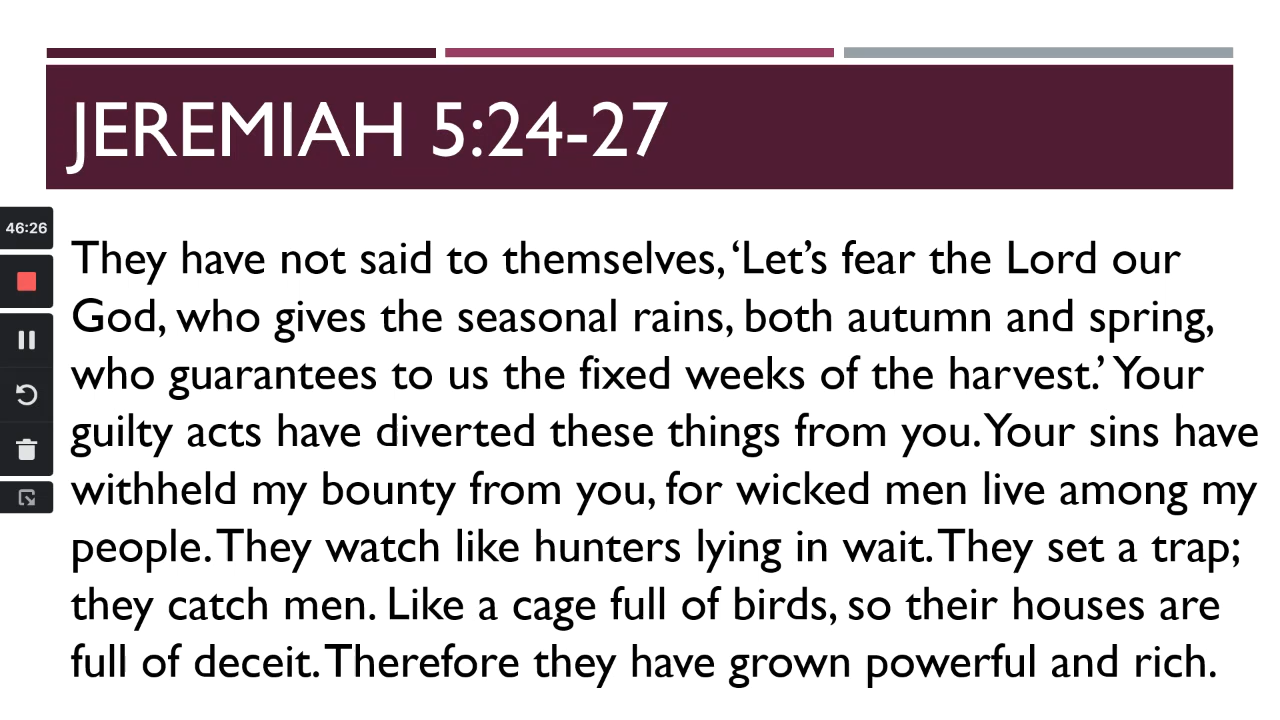 JEREMIAH 5:24-27
46:26
They have not said to themselves, ‘Let’s fear the Lord our
God, who gives the seasonal rains, both autumn and spring,
who guarantees to us the fixed weeks of the harvest.’ Your
guilty acts have diverted these things from you. Your sins have
withheld my bounty from you, for wicked men live among my
people. They watch like hunters lying in wait. They set a trap;
they catch men. Like a cage full of birds, so their houses are
full of deceit. Therefore they have grown powerful and rich.